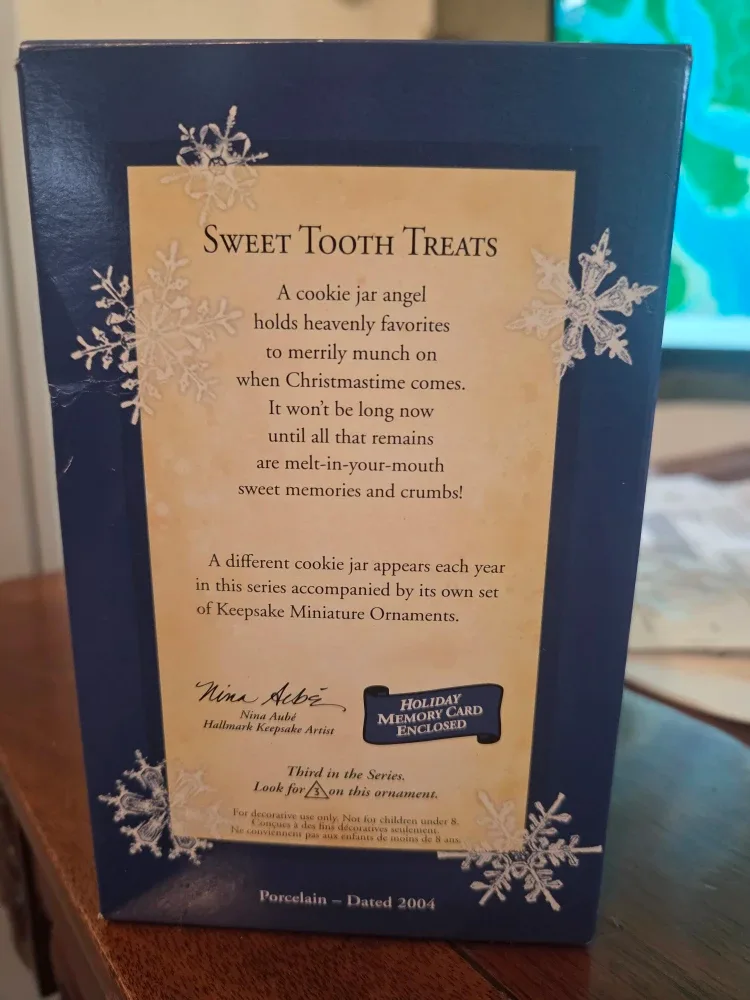 SWEET TOOTH TREATS
A cookie jar angel
holds heavenly favorites
to merrily munch on
when Christmastime comes.
It won't be long now
until all that remains
are melt-in-your-mouth
sweet memories and crumbs!
A different cookie jar appears each year
in this series accompanied by its own set
of Keepsake Miniature Ornaments.
Nina Aubé
Nina Aubé
Hallmark Keepsake Artist
HOLIDAY
MEMORY CARD
ENCLOSED
Third in the Series.
Look for 3 on this ornament.
For decorative use only. Not for children under 8.
Conçues à des fins décoratives seulement.
Ne conviennent pas aux enfants de moins de 8 ans.
Porcelain – Dated 2004